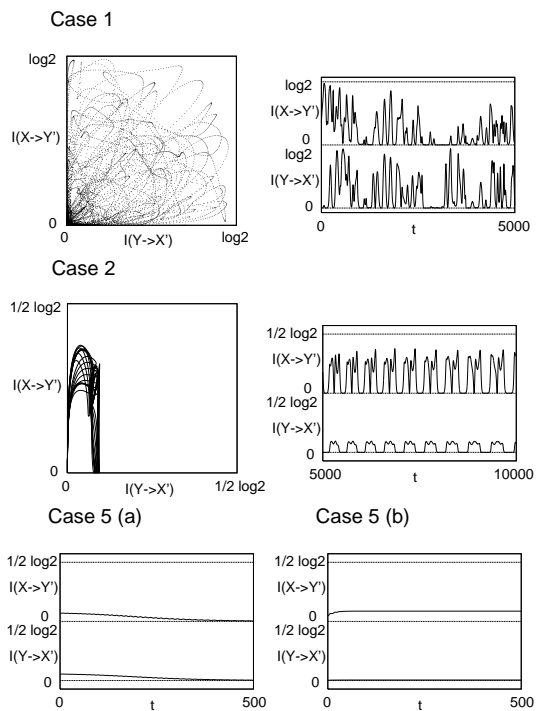 Case 1
log2
I(X->Y')
0
0
I(Y->X')
log2
log2
I(X->Y')
0
log2
I(Y->X')
0
0
t
5000
Case 2
1/2 log2
I(X->Y')
0
0
I(Y->X')
1/2 log2
1/2 log2
I(X->Y')
0
1/2 log2
I(Y->X')
0
5000
t
10000
Case 5 (a)
1/2 log2
I(X->Y')
0
1/2 log2
I(Y->X')
0
0
t
500
Case 5 (b)
1/2 log2
I(X->Y')
0
1/2 log2
I(Y->X')
0
0
t
500